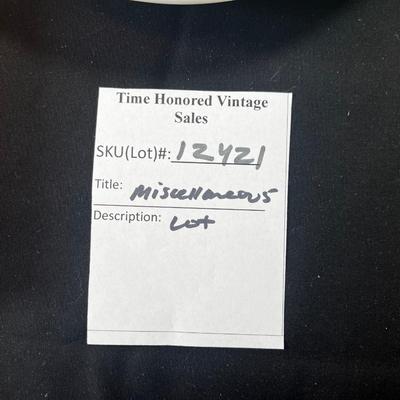 Time Honored Vintage
Sales
SKU(Lot)#: 12421
Title: Miscellaneous
Description: Lot